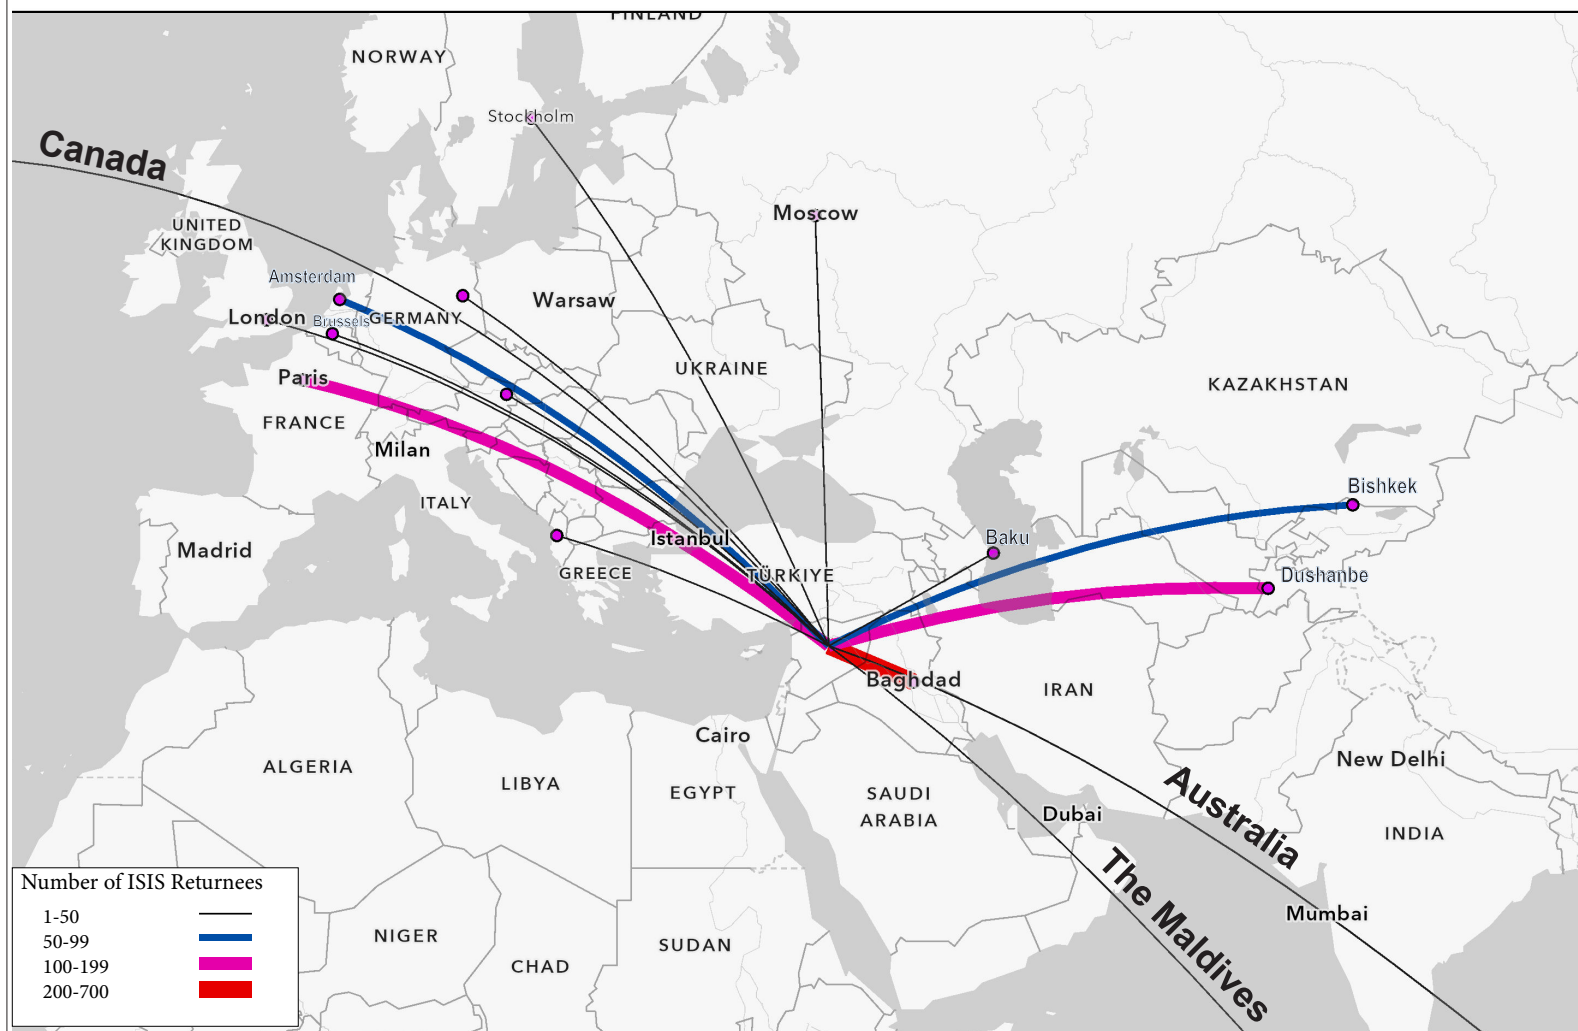 FINLAND
NORWAY
Stockholm
Canada
Moscow
UNITED
KINGDOM
Amsterdam
Warsaw
London
Brussels
GERMANY
UKRAINE
Paris
KAZAKHSTAN
FRANCE
Milan
Bishkek
ITALY
Istanbul
Baku
Madrid
GREECE
TÜRKIYE
Dushanbe
Baghdad
IRAN
Cairo
New Delhi
ALGERIA
LIBYA
EGYPT
SAUDI
ARABIA
Dubai
Australia
INDIA
The Maldives
Mumbai
NIGER
CHAD
SUDAN
Number of ISIS Returnees
1-50
50-99
100-199
200-700